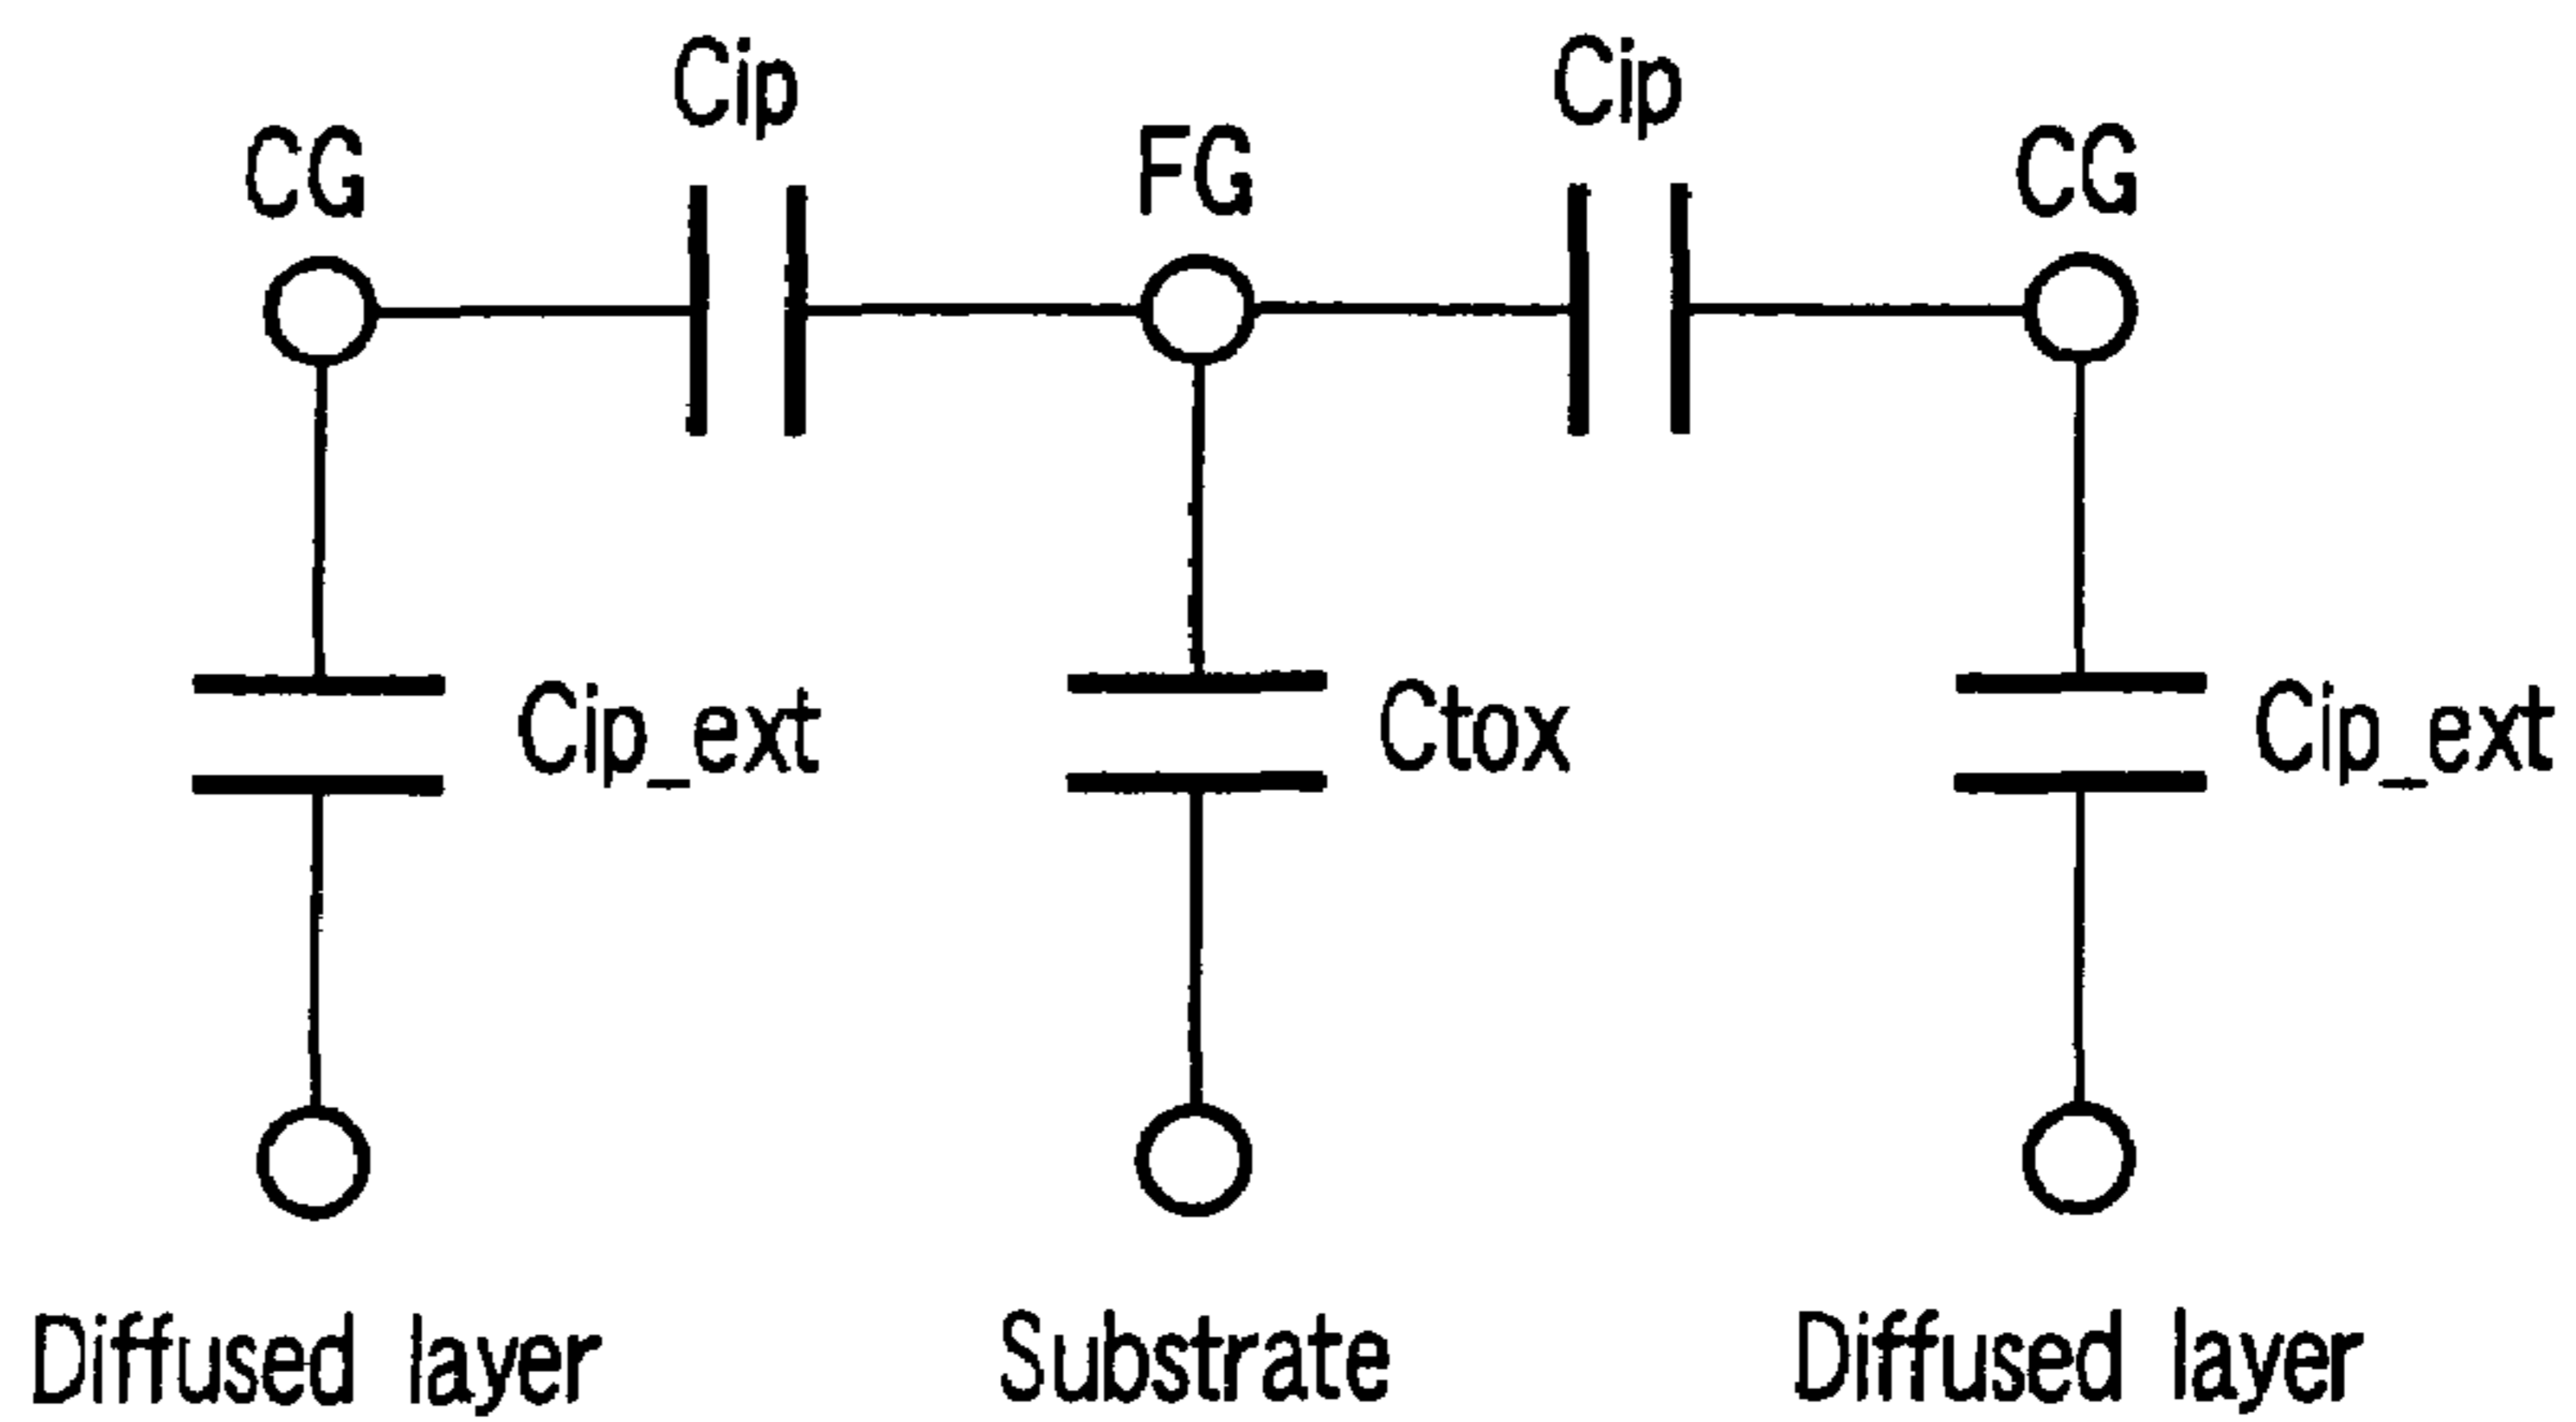 Cip Cip
CG FG CG
Cip_ext Ctox Cip_ext
Diffused layer Substrate Diffused layer